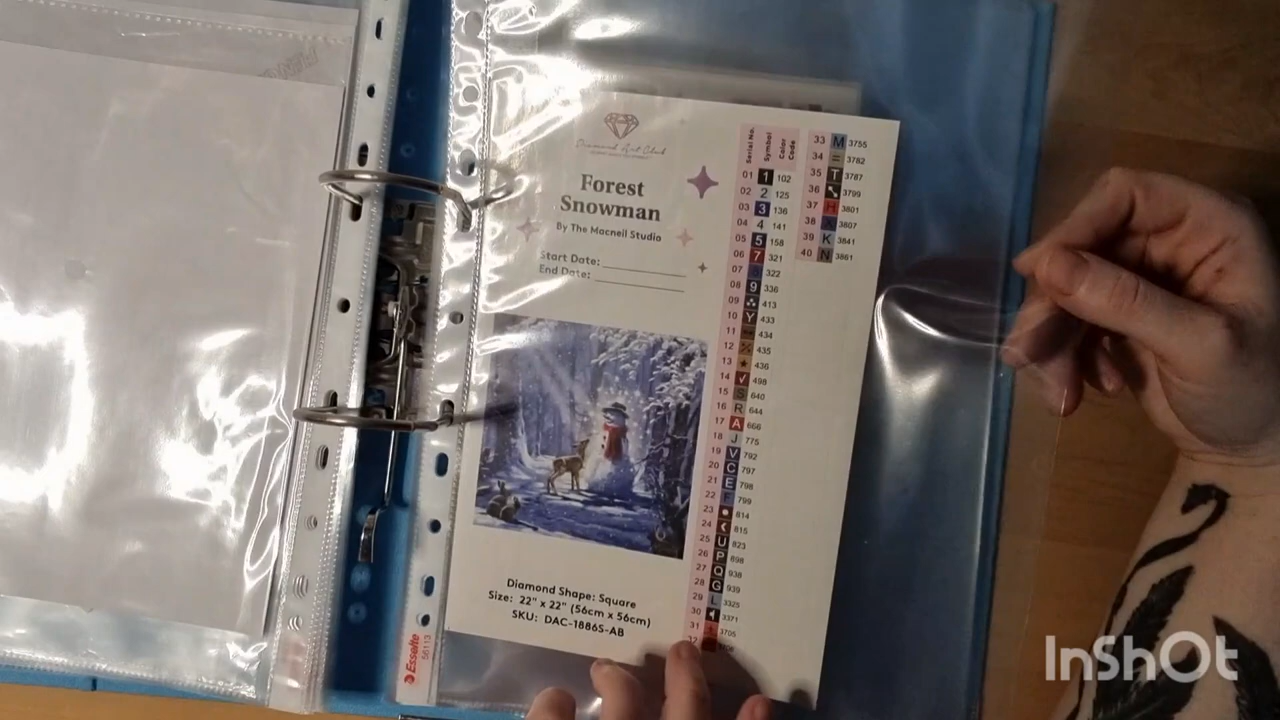 Diamond Art Club
Forest
Snowman
By The Macneil Studio
Start Date:
End Date:
Diamond Shape: Square
Size: 22" x 22" (56cm x 56cm)
SKU: DAC-1886S-AB
Serial No. Symbol Color Code
01 1 102
02 2 125
03 3 136
04 4 141
05 5 158
06 7 321
07 322
08 9 336
09 413
10 Y 433
11 434
12 435
13 ★ 436
14 ✓ 498
15 S 640
16 R 644
17 A 666
18 J 775
19 V 792
20 C 797
21 E 798
22 F 799
23 ● 814
24 815
25 U 823
26 P 898
27 Q 938
28 G 939
29 L 3325
30 3371
31 3705
32
33 M 3755
34 = 3782
35 T 3787
36 3799
37 H 3801
38 3807
39 K 3841
40 N 3861
Esselte
56113
InShOt